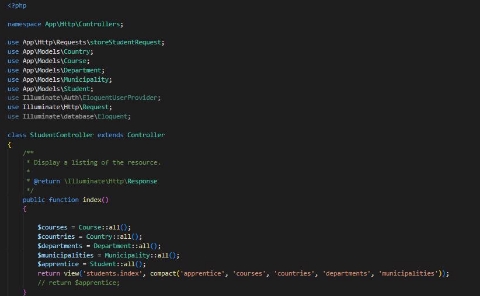 <?php
namespace App\Http\Controllers;
use App\Http\Requests\storeStudentRequest;
use App\Models\Country;
use App\Models\Course;
use App\Models\Department;
use App\Models\Municipality;
use App\Models\Student;
use Illuminate\Auth\EloquentUserProvider;
use Illuminate\Http\Request;
use Illuminate\database\Eloquent;
class StudentController extends Controller
{
/**
* Display a listing of the resource.
*
* @return \Illuminate\Http\Response
*/
public function index()
{
$courses = Course::all();
$countries = Country::all();
$departments = Department::all();
$municipalities = Municipality::all();
$apprentice = Student::all();
return view('students.index', compact('apprentice', 'courses', 'countries', 'departments', 'municipalities'));
// return $apprentice;
}